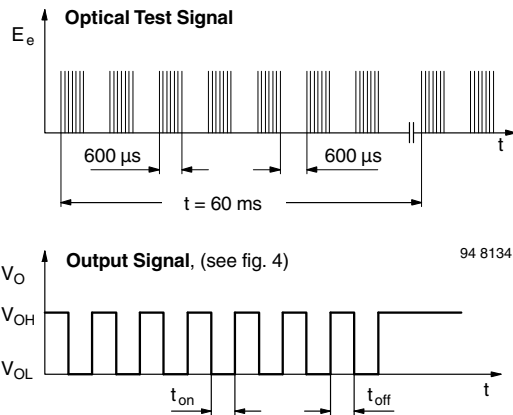 Optical Test Signal
E e
t
600 µs
600 µs
t = 60 ms
94 8134
Output Signal, (see fig. 4)
VO
VOH
VOL
t
ton
toff